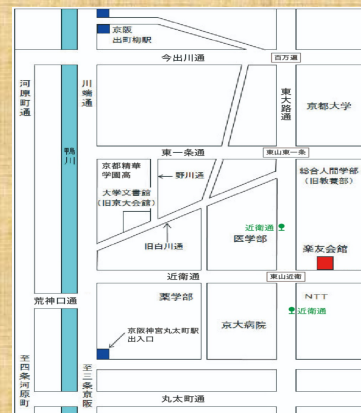 京阪
出町柳駅
今出川通
百万遍
河原町通
川端通
鴨川
東大路通
京都大学
東一条通
東山東一条
京都精華
学園高
野川通
大学文書館
(旧東大会館)
総合人間学部
(旧教養部)
近衛通
医学部
旧白川通
楽友会館
近衛通
東山近衛
荒神口通
薬学部
NTT
近衛通
京大病院
京阪神宮丸太町駅
出入口
至四条河原町
至三条京阪
丸太町通